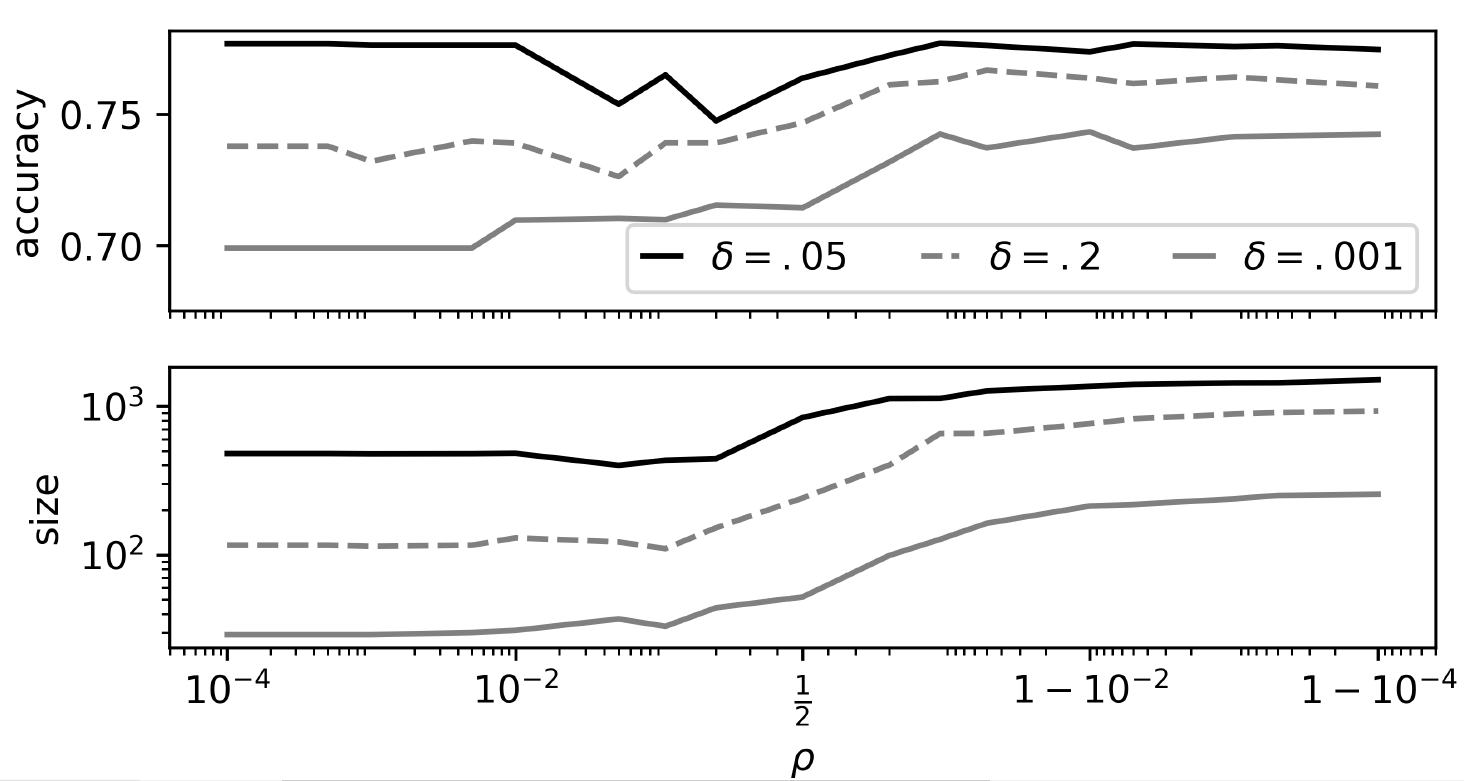 accuracy
0.75
0.70
δ = .05
δ = .2
δ = .001
size
10³
10²
10⁻⁴
10⁻²
1/2
1 − 10⁻²
1 − 10⁻⁴
ρ